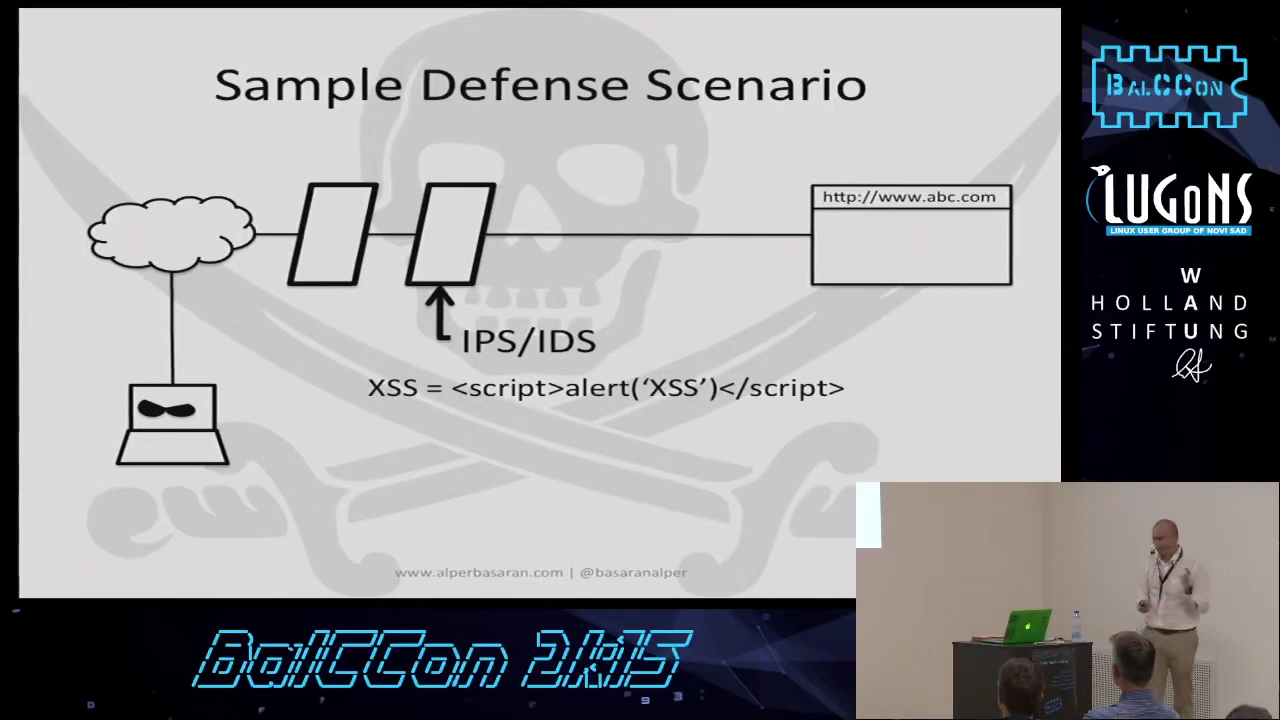 Sample Defense Scenario
http://www.abc.com
IPS/IDS
XSS = <script>alert(‘XSS’)</script>
www.alperbasaran.com | @basaranalper
BALCCON
LUGoNS
LINUX USER GROUP OF NOVI SAD
W
HOLLAND
A
STIFTUNG
U
BalCCon 2k15